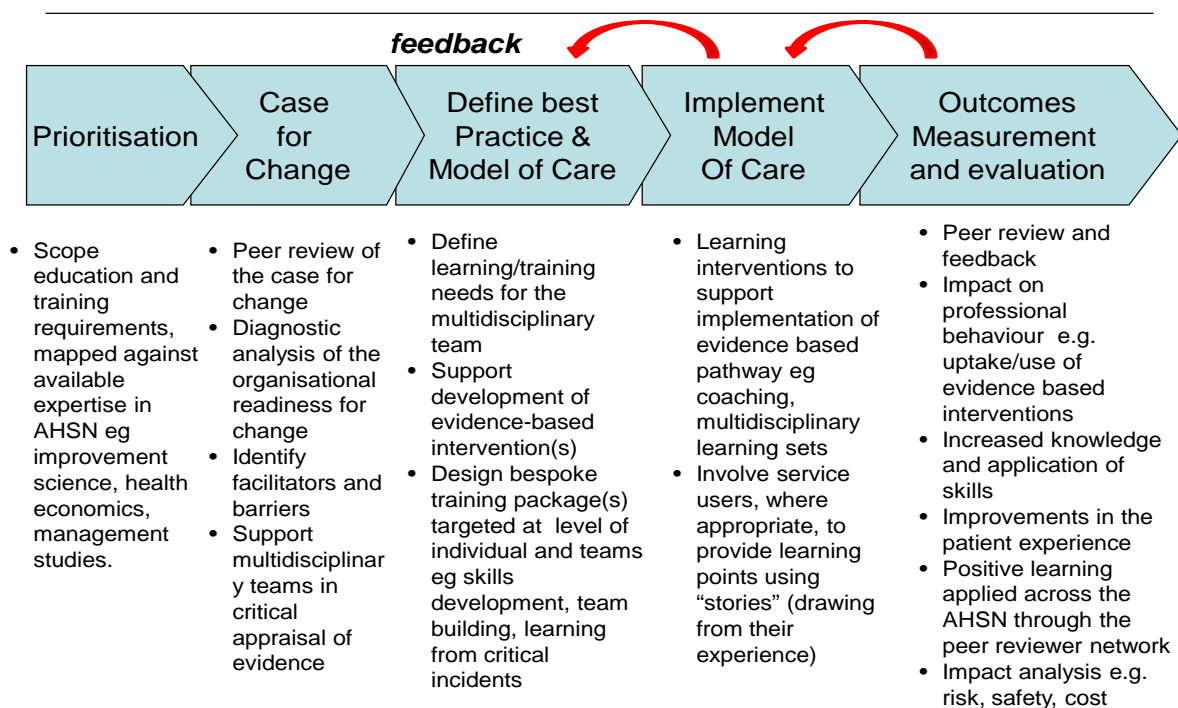 feedback
Prioritisation
Case
for
Change
Define best
Practice &
Model of Care
Implement
Model
Of Care
Outcomes
Measurement
and evaluation
• Scope
education and
training
requirements,
mapped against
available
expertise in
AHSN eg
improvement
science, health
economics,
management
studies.
• Peer review of
the case for
change
• Diagnostic
analysis of the
organisational
readiness for
change
• Identify
facilitators and
barriers
• Support
multidisciplinar
y teams in
critical
appraisal of
evidence
• Define
learning/training
needs for the
multidisciplinary
team
• Support
development of
evidence-based
intervention(s)
• Design bespoke
training package(s)
targeted at level of
individual and teams
eg skills
development, team
building, learning
from critical
incidents
• Learning
interventions to
support
implementation of
evidence based
pathway eg
coaching,
multidisciplinary
learning sets
• Involve service
users, where
appropriate, to
provide learning
points using
“stories” (drawing
from their
experience)
• Peer review and
feedback
• Impact on
professional
behaviour e.g.
uptake/use of
evidence based
interventions
• Increased knowledge
and application of
skills
• Improvements in the
patient experience
• Positive learning
applied across the
AHSN through the
peer reviewer network
• Impact analysis e.g.
risk, safety, cost